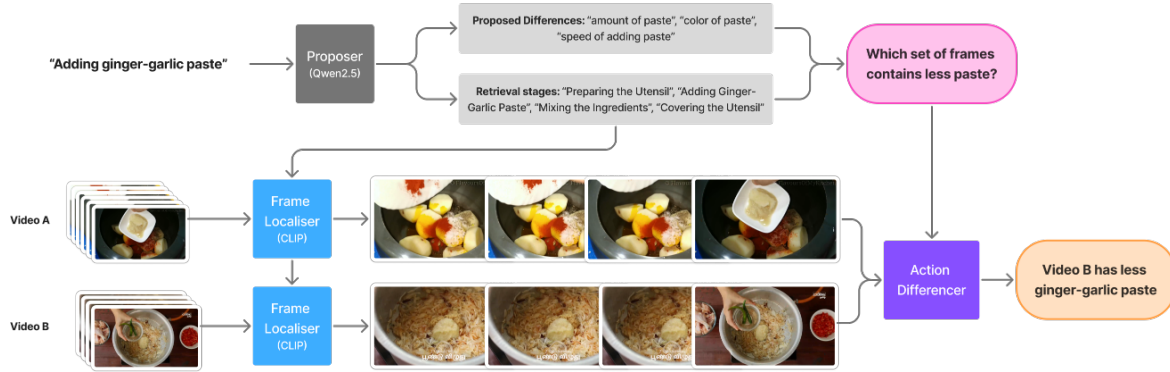 "Adding ginger-garlic paste"
Proposer
(Qwen2.5)
Proposed Differences: "amount of paste", "color of paste",
"speed of adding paste"
Retrieval stages: "Preparing the Utensil", "Adding Ginger-
Garlic Paste", "Mixing the Ingredients", "Covering the Utensil"
Which set of frames
contains less paste?
Video A
Frame
Localiser
(CLIP)
Action
Differencer
Video B has less
ginger-garlic paste
Video B
Frame
Localiser
(CLIP)